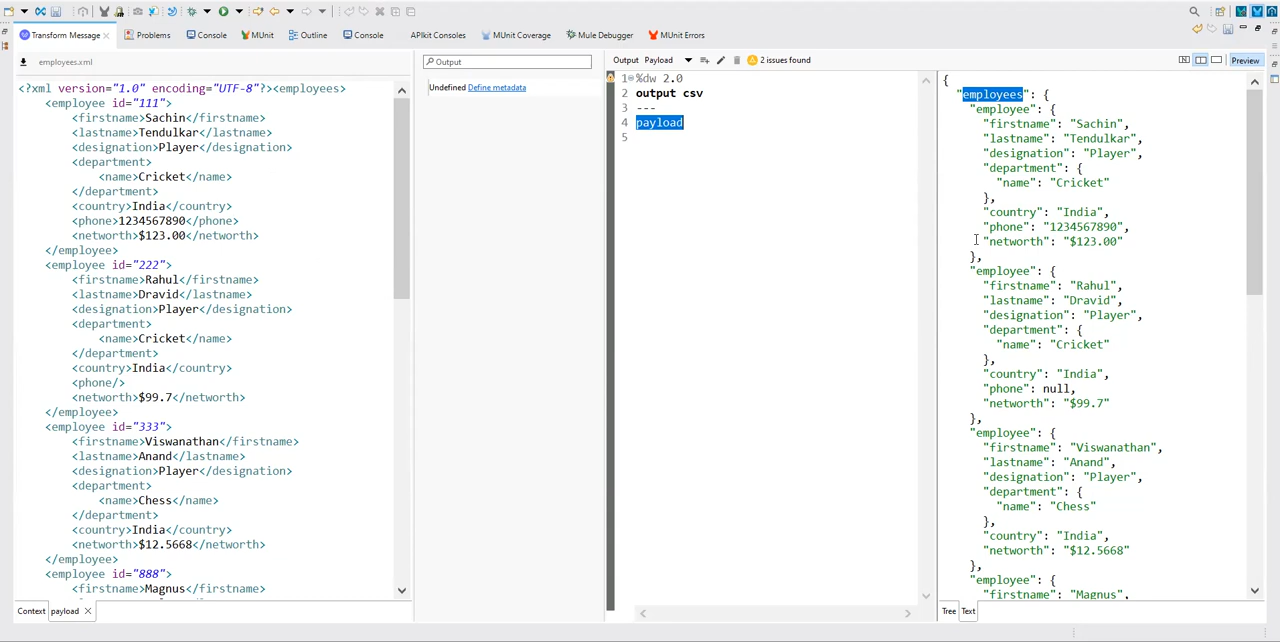 Transform Message
Problems
Console
MUnit
Outline
Console
APIkit Consoles
MUnit Coverage
Mule Debugger
MUnit Errors
employees.xml
<?xml version="1.0" encoding="UTF-8"?><employees>
<employee id="111">
<firstname>Sachin</firstname>
<lastname>Tendulkar</lastname>
<designation>Player</designation>
<department>
<name>Cricket</name>
</department>
<country>India</country>
<phone>1234567890</phone>
<networth>$123.00</networth>
</employee>
<employee id="222">
<firstname>Rahul</firstname>
<lastname>Dravid</lastname>
<designation>Player</designation>
<department>
<name>Cricket</name>
</department>
<country>India</country>
<phone/>
<networth>$99.7</networth>
</employee>
<employee id="333">
<firstname>Viswanathan</firstname>
<lastname>Anand</lastname>
<designation>Player</designation>
<department>
<name>Chess</name>
</department>
<country>India</country>
<networth>$12.5668</networth>
</employee>
<employee id="888">
<firstname>Magnus</firstname>
Context payload
Output
Undefined Define metadata
Output Payload
2 issues found
Preview
1 %dw 2.0
2 output csv
3 ---
4 payload
5
{
"employees": {
"employee": {
"firstname": "Sachin",
"lastname": "Tendulkar",
"designation": "Player",
"department": {
"name": "Cricket"
},
"country": "India",
"phone": "1234567890",
"networth": "$123.00"
},
"employee": {
"firstname": "Rahul",
"lastname": "Dravid",
"designation": "Player",
"department": {
"name": "Cricket"
},
"country": "India",
"phone": null,
"networth": "$99.7"
},
"employee": {
"firstname": "Viswanathan",
"lastname": "Anand",
"designation": "Player",
"department": {
"name": "Chess"
},
"country": "India",
"networth": "$12.5668"
},
"employee": {
"firstname": "Magnus",
Tree Text